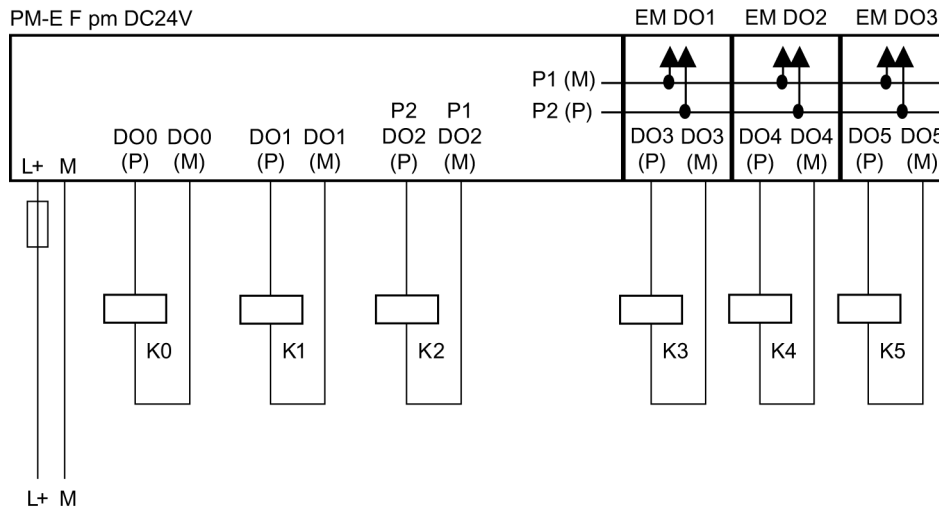 PM-E F pm DC24V EM DO1 EM DO2 EM DO3
P1 (M)
P2 (P)
P2 P1
DO0 DO0 DO1 DO1 DO2 DO2 DO3 DO3 DO4 DO4 DO5 DO5
L+ M (P) (M) (P) (M) (P) (M) (P) (M) (P) (M) (P) (M)
K0 K1 K2 K3 K4 K5
L+ M